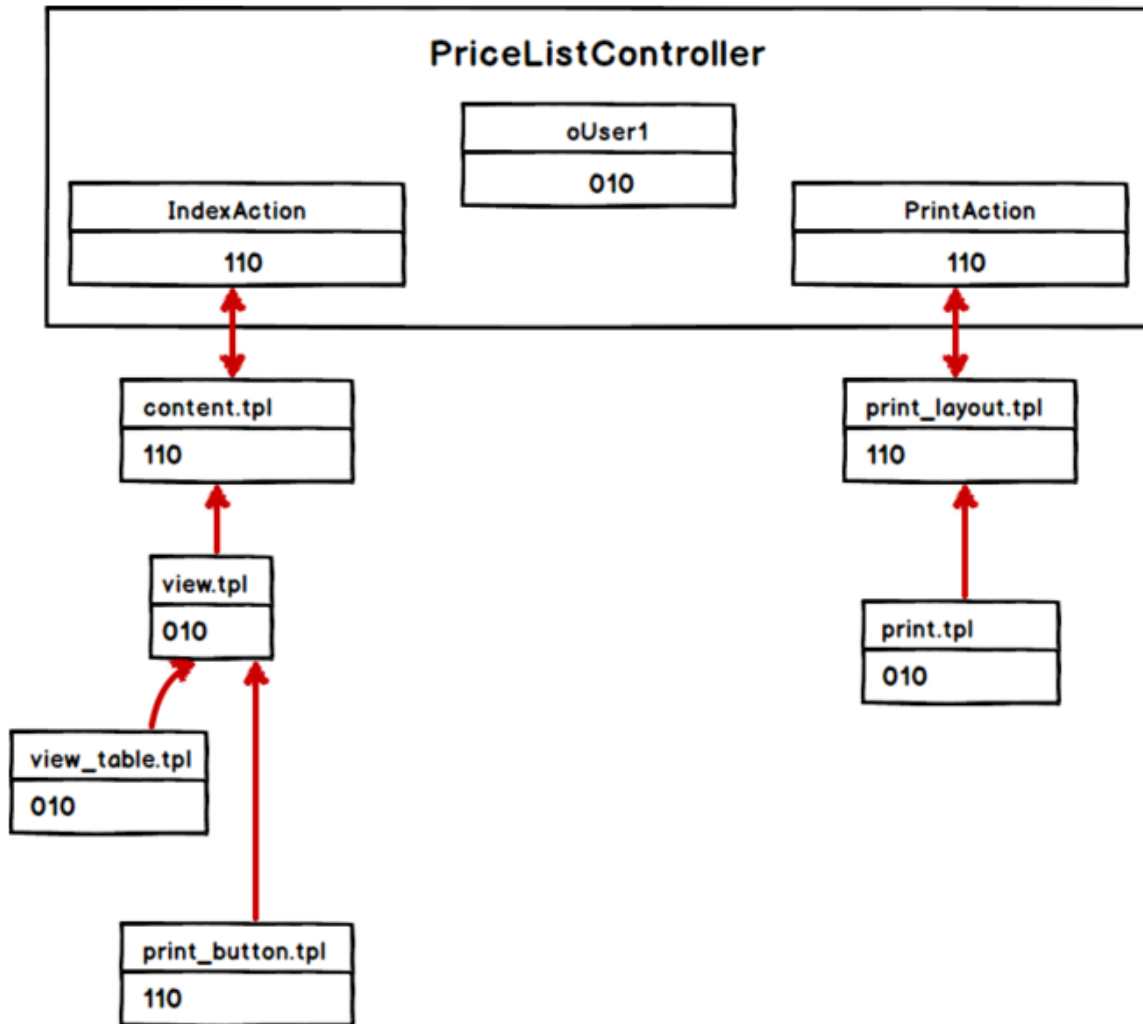 PriceListController
oUser1
010
IndexAction
110
PrintAction
110
content.tpl
110
print_layout.tpl
110
view.tpl
010
print.tpl
010
view_table.tpl
010
print_button.tpl
110